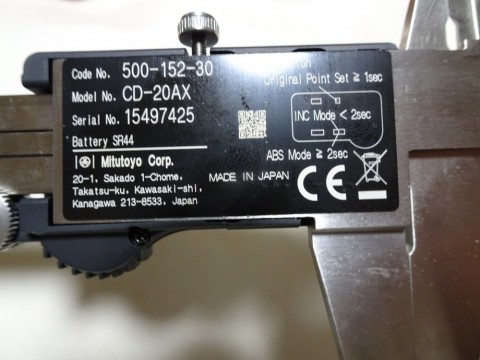 Code No. 500-152-30
Model No. CD-20AX
Serial No. 15497425
Battery SR44
Mitutoyo Corp.
20-1, Sakado 1-Chome,
Takatsu-ku, Kawasaki-shi,
Kanagawa 213-8533, Japan
MADE IN JAPAN
Original Point Set ≧ 1sec
INC Mode < 2sec
ABS Mode ≧ 2sec
CE